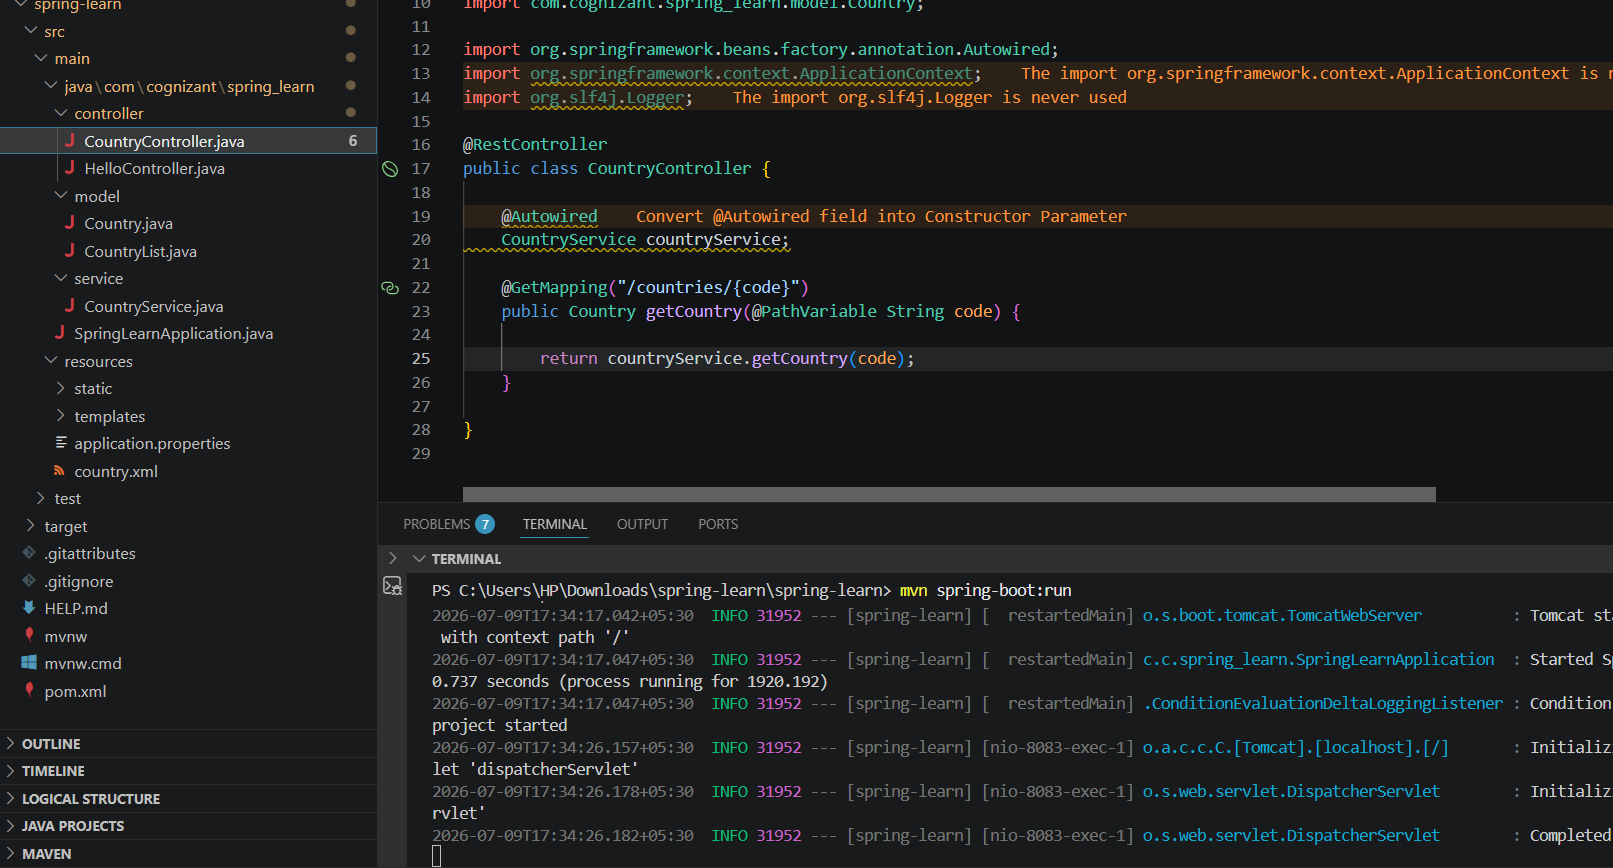 spring-learn
src
main
java\com\cognizant\spring_learn
controller
CountryController.java 6
HelloController.java
model
Country.java
CountryList.java
service
CountryService.java
SpringLearnApplication.java
resources
static
templates
application.properties
country.xml
test
target
.gitattributes
.gitignore
HELP.md
mvnw
mvnw.cmd
pom.xml
OUTLINE
TIMELINE
LOGICAL STRUCTURE
JAVA PROJECTS
MAVEN
10 import com.cognizant.spring_learn.model.Country;
11
12 import org.springframework.beans.factory.annotation.Autowired;
13 import org.springframework.context.ApplicationContext; The import org.springframework.context.ApplicationContext is
14 import org.slf4j.Logger; The import org.slf4j.Logger is never used
15
16 @RestController
17 public class CountryController {
18
19 @Autowired Convert @Autowired field into Constructor Parameter
20 CountryService countryService;
21
22 @GetMapping("/countries/{code}")
23 public Country getCountry(@PathVariable String code) {
24
25 return countryService.getCountry(code);
26 }
27
28 }
29
PROBLEMS 7 TERMINAL OUTPUT PORTS
TERMINAL
PS C:\Users\HP\Downloads\spring-learn\spring-learn> mvn spring-boot:run
2026-07-09T17:34:17.042+05:30 INFO 31952 --- [spring-learn] [ restartedMain] o.s.boot.tomcat.TomcatWebServer : Tomcat sta
with context path '/'
2026-07-09T17:34:17.047+05:30 INFO 31952 --- [spring-learn] [ restartedMain] c.c.spring_learn.SpringLearnApplication : Started Sp
0.737 seconds (process running for 1920.192)
2026-07-09T17:34:17.047+05:30 INFO 31952 --- [spring-learn] [ restartedMain] .ConditionEvaluationDeltaLoggingListener : Condition
project started
2026-07-09T17:34:26.157+05:30 INFO 31952 --- [spring-learn] [nio-8083-exec-1] o.a.c.c.C.[Tomcat].[localhost].[/] : Initializi
let 'dispatcherServlet'
2026-07-09T17:34:26.178+05:30 INFO 31952 --- [spring-learn] [nio-8083-exec-1] o.s.web.servlet.DispatcherServlet : Initializi
rvlet'
2026-07-09T17:34:26.182+05:30 INFO 31952 --- [spring-learn] [nio-8083-exec-1] o.s.web.servlet.DispatcherServlet : Completed